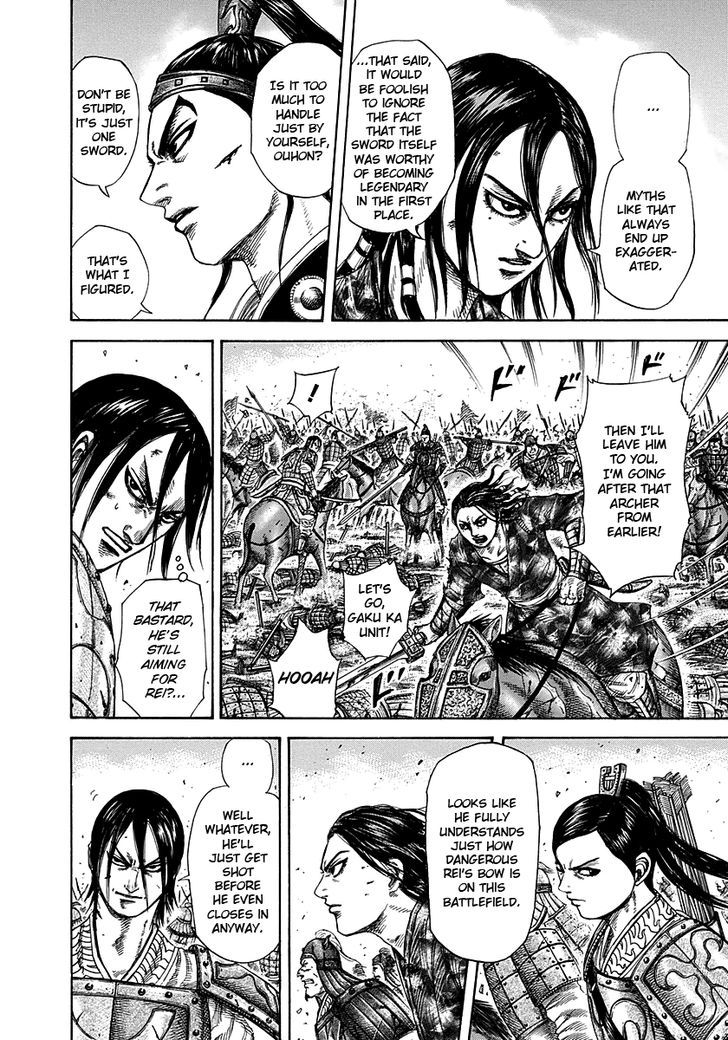 ...
MYTHS
LIKE THAT
ALWAYS
END UP
EXAGGER-
ATED.
...THAT SAID,
IT WOULD
BE FOOLISH
TO IGNORE
THE FACT
THAT THE
SWORD ITSELF
WAS WORTHY
OF BECOMING
LEGENDARY
IN THE FIRST
PLACE.
IS IT TOO
MUCH TO
HANDLE
JUST BY
YOURSELF,
OUHON?
DON'T BE
STUPID,
IT'S JUST
ONE
SWORD.
THAT'S
WHAT I
FIGURED.
THEN I'LL
LEAVE HIM
TO YOU.
I'M GOING
AFTER THAT
ARCHER
FROM
EARLIER!
ドドド
!
LET'S
GO,
GAKU KA
UNIT!
HOOAH
THAT
BASTARD,
HE'S
STILL
AIMING
FOR
REI?...
LOOKS LIKE
HE FULLY
UNDERSTANDS
JUST HOW
DANGEROUS
REI'S BOW IS
ON THIS
BATTLEFIELD.
...
WELL
WHATEVER,
HE'LL
JUST GET
SHOT
BEFORE
HE EVEN
CLOSES IN
ANYWAY.